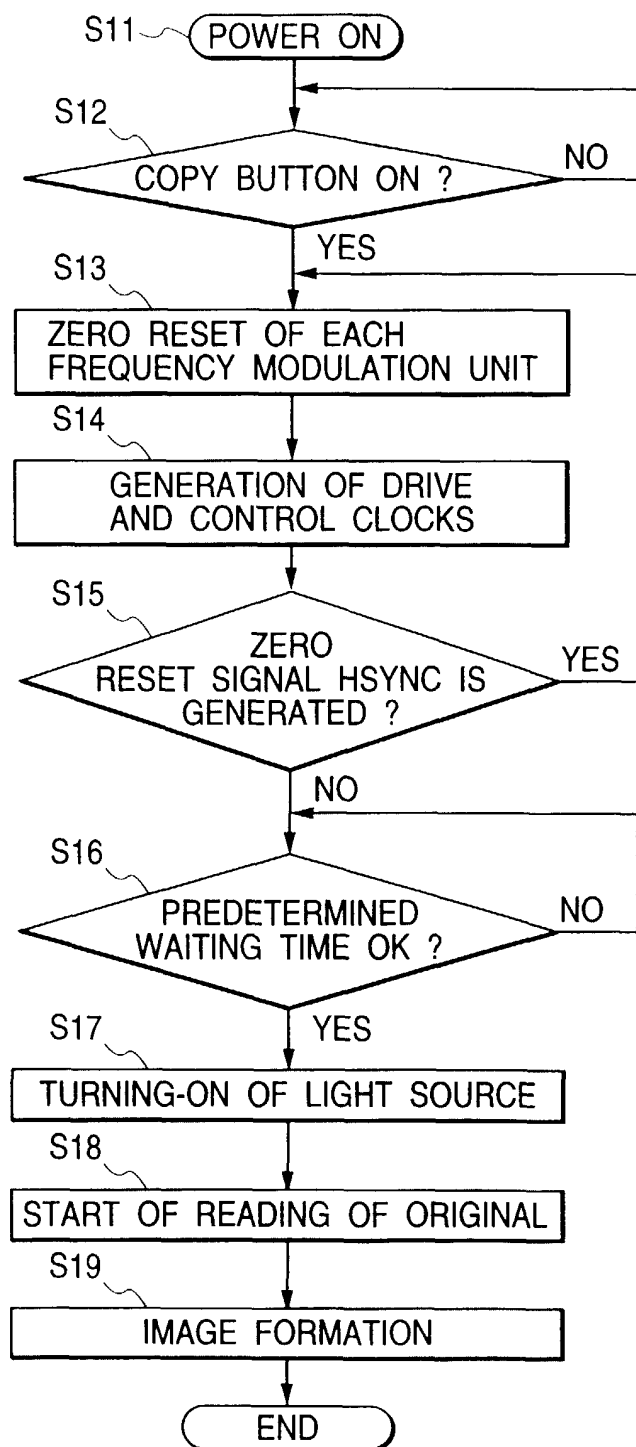 S11
POWER ON
S12
COPY BUTTON ON ?
NO
YES
S13
ZERO RESET OF EACH
FREQUENCY MODULATION UNIT
S14
GENERATION OF DRIVE
AND CONTROL CLOCKS
S15
ZERO
RESET SIGNAL HSYNC IS
GENERATED ?
YES
NO
S16
PREDETERMINED
WAITING TIME OK ?
NO
YES
S17
TURNING-ON OF LIGHT SOURCE
S18
START OF READING OF ORIGINAL
S19
IMAGE FORMATION
END